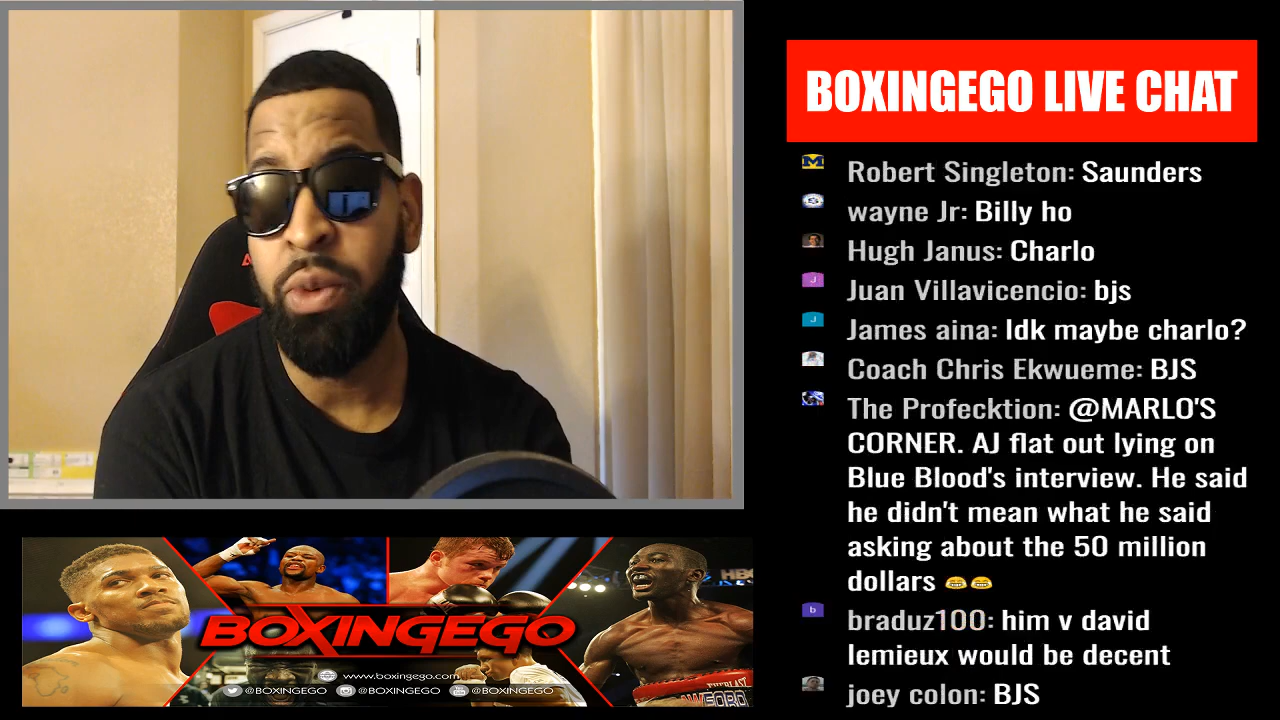 BOXINGEGO LIVE CHAT
Robert Singleton: Saunders
wayne Jr: Billy ho
Hugh Janus: Charlo
J Juan Villavicencio: bjs
J James aina: Idk maybe charlo?
Coach Chris Ekwueme: BJS
The Profecktion: @MARLO'S
CORNER. AJ flat out lying on
Blue Blood's interview. He said
he didn't mean what he said
asking about the 50 million
dollars 😂😂
b braduz100: him v david
lemieux would be decent
joey colon: BJS
HBO
BOXINGEGO
www.boxingego.com
@BOXINGEGO @BOXINGEGO @BOXINGEGO
EVERLAST